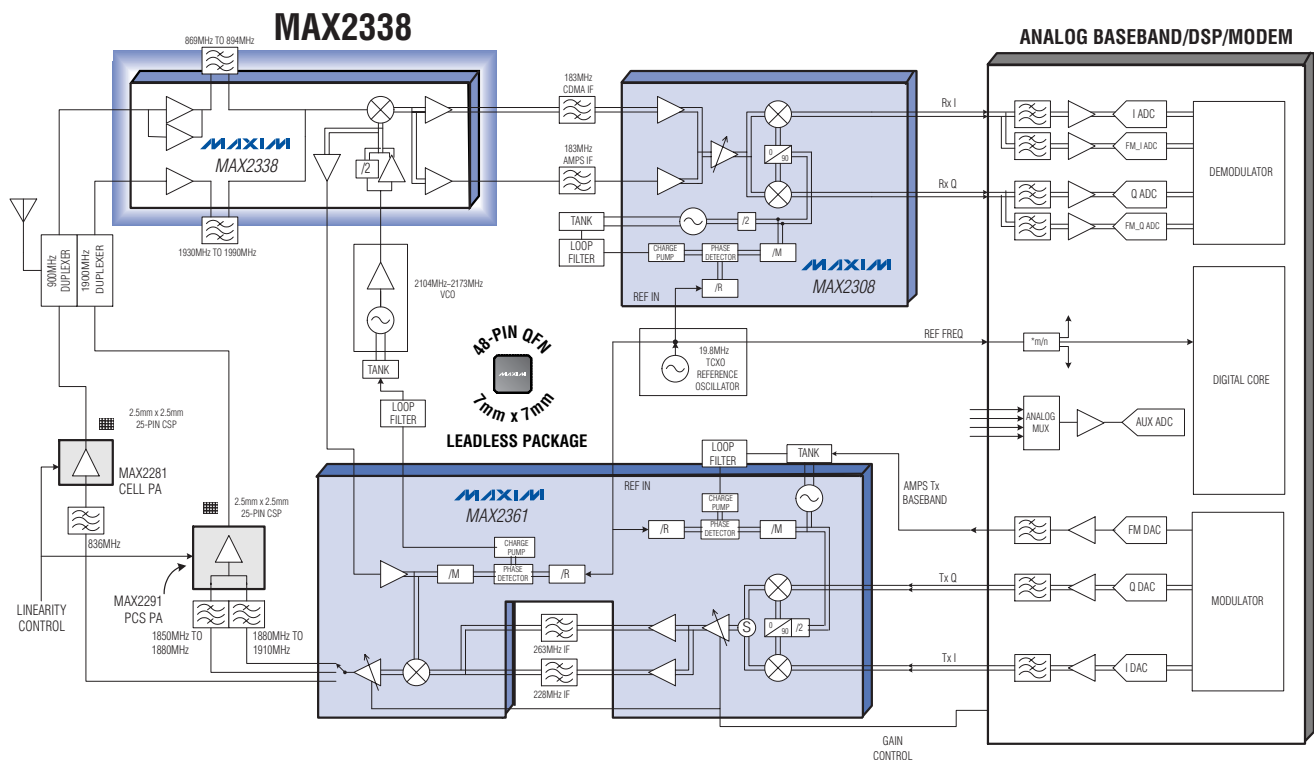 MAX2338
ANALOG BASEBAND/DSP/MODEM
869MHz TO 894MHz
MAXIM
MAX2338
/2
1930MHz TO 1990MHz
183MHz
CDMA IF
183MHz
AMPS IF
0
90
TANK
/2
LOOP
FILTER
CHARGE
PUMP
PHASE
DETECTOR
/M
/R
MAXIM
MAX2308
REF IN
Rx I
Rx Q
I ADC
FM_I ADC
Q ADC
FM_Q ADC
DEMODULATOR
900MHz
DUPLEXER
1900MHz
DUPLEXER
2104MHz~2173MHz
VCO
TANK
LOOP
FILTER
48-PIN QFN
MAXIM
7mm x 7mm
LEADLESS PACKAGE
19.8MHz
TCXO
REFERENCE
OSCILLATOR
REF FREQ
*m/n
DIGITAL CORE
ANALOG
MUX
AUX ADC
2.5mm x 2.5mm
25-PIN CSP
MAX2281
CELL PA
2.5mm x 2.5mm
25-PIN CSP
836MHz
MAX2291
PCS PA
LINEARITY
CONTROL
1850MHz TO
1880MHz
1880MHz TO
1910MHz
MAXIM
MAX2361
REF IN
LOOP
FILTER
TANK
CHARGE
PUMP
/R
PHASE
DETECTOR
/M
CHARGE
PUMP
/M
PHASE
DETECTOR
/R
263MHz IF
228MHz IF
S
0
90
/2
AMPS Tx
BASEBAND
Tx Q
Tx I
FM DAC
Q DAC
I DAC
MODULATOR
GAIN
CONTROL